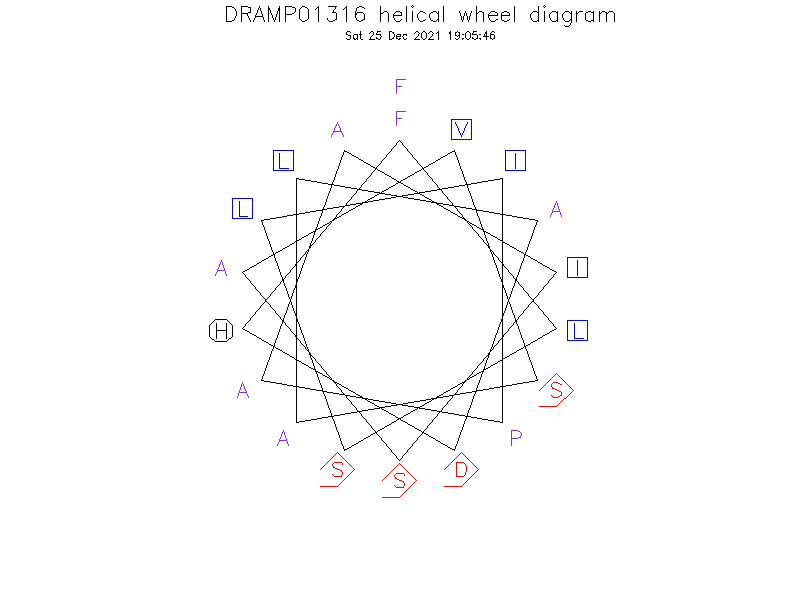 DRAMP01316 helical wheel diagram
Sat 25 Dec 2021 19:05:46
F
F
A V
L I
L A
A I
H L
A S
A P
S S D